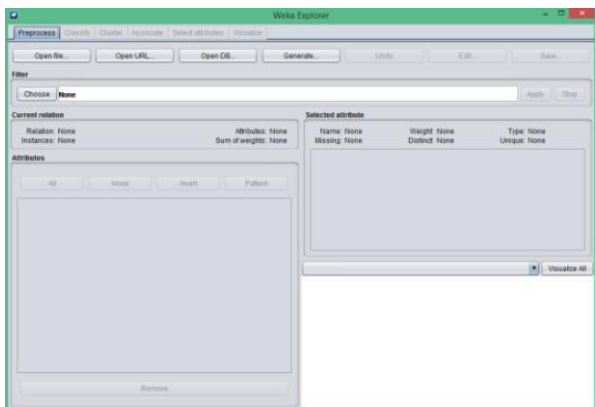 Weka Explorer
Preprocess Classify Cluster Associate Select attributes Visualize
Open file... Open URL... Open DB... Generate... Undo Edit... Save...
Filter
Choose None Apply Stop
Current relation
Relation: None Attributes: None
Instances: None Sum of weights: None
Selected attribute
Name: None Weight: None Type: None
Missing: None Distinct: None Unique: None
Attributes
All None Invert Pattern
Visualize All
Remove